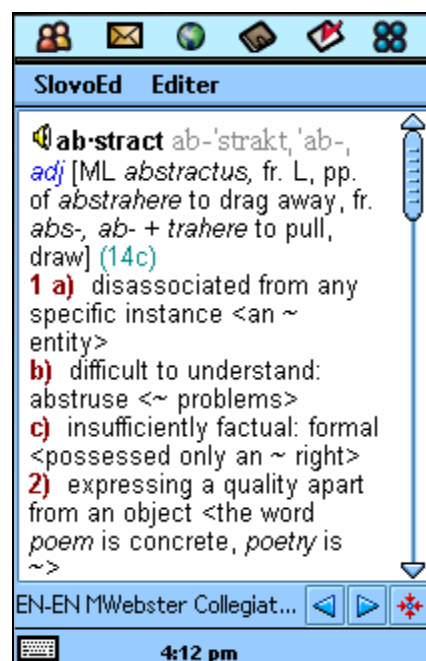 SlovoEd Editer
ab·stract ab-'strakt, 'ab-,
adj [ML abstractus, fr. L, pp.
of abstrahere to drag away, fr.
abs-, ab- + trahere to pull,
draw] (14c)
1 a) disassociated from any
specific instance <an ~
entity>
b) difficult to understand:
abstruse <~ problems>
c) insufficiently factual: formal
<possessed only an ~ right>
2) expressing a quality apart
from an object <the word
poem is concrete, poetry is
~>
EN-EN MWebster Collegiat...
4:12 pm